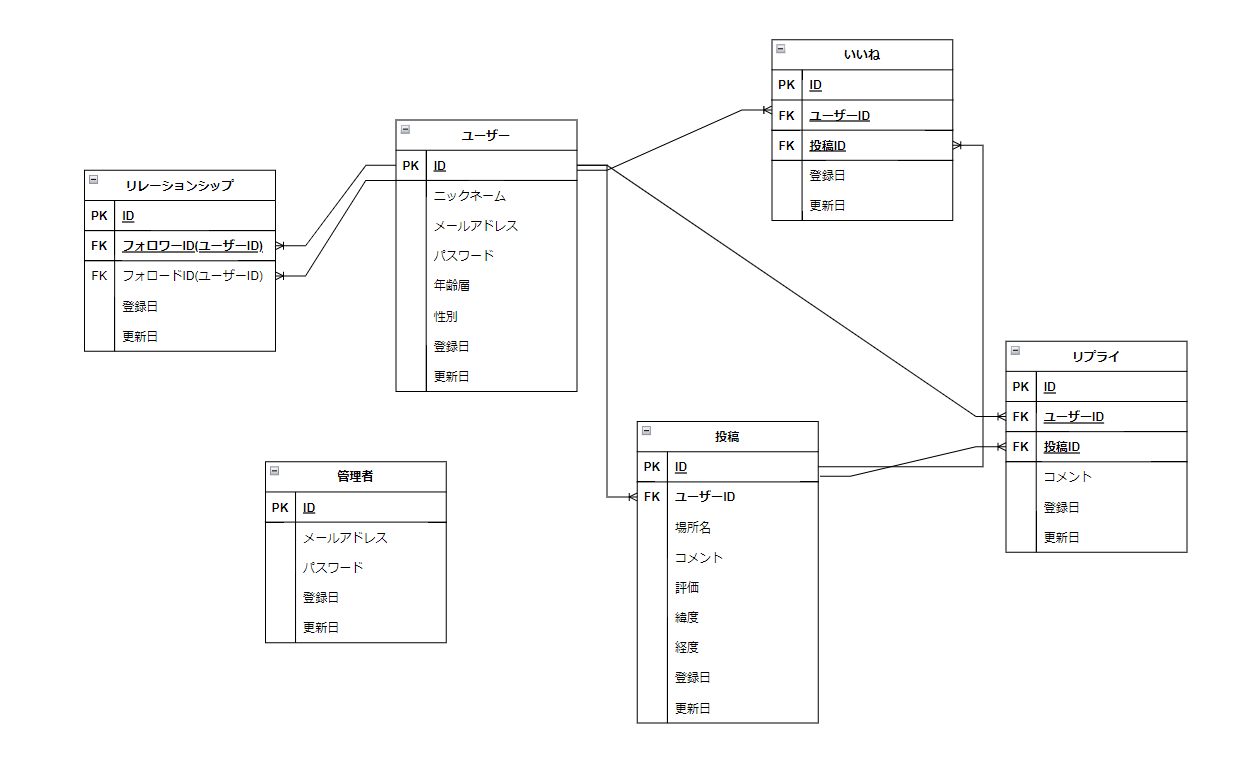 いいね
PK ID
FK ユーザーID
FK 投稿ID
登録日
更新日
ユーザー
PK ID
ニックネーム
メールアドレス
パスワード
年齢層
性別
登録日
更新日
リレーションシップ
PK ID
FK フォロワーID(ユーザーID)
FK フォロードID(ユーザーID)
登録日
更新日
リプライ
PK ID
FK ユーザーID
FK 投稿ID
コメント
登録日
更新日
投稿
PK ID
FK ユーザーID
場所名
コメント
評価
緯度
経度
登録日
更新日
管理者
PK ID
メールアドレス
パスワード
登録日
更新日